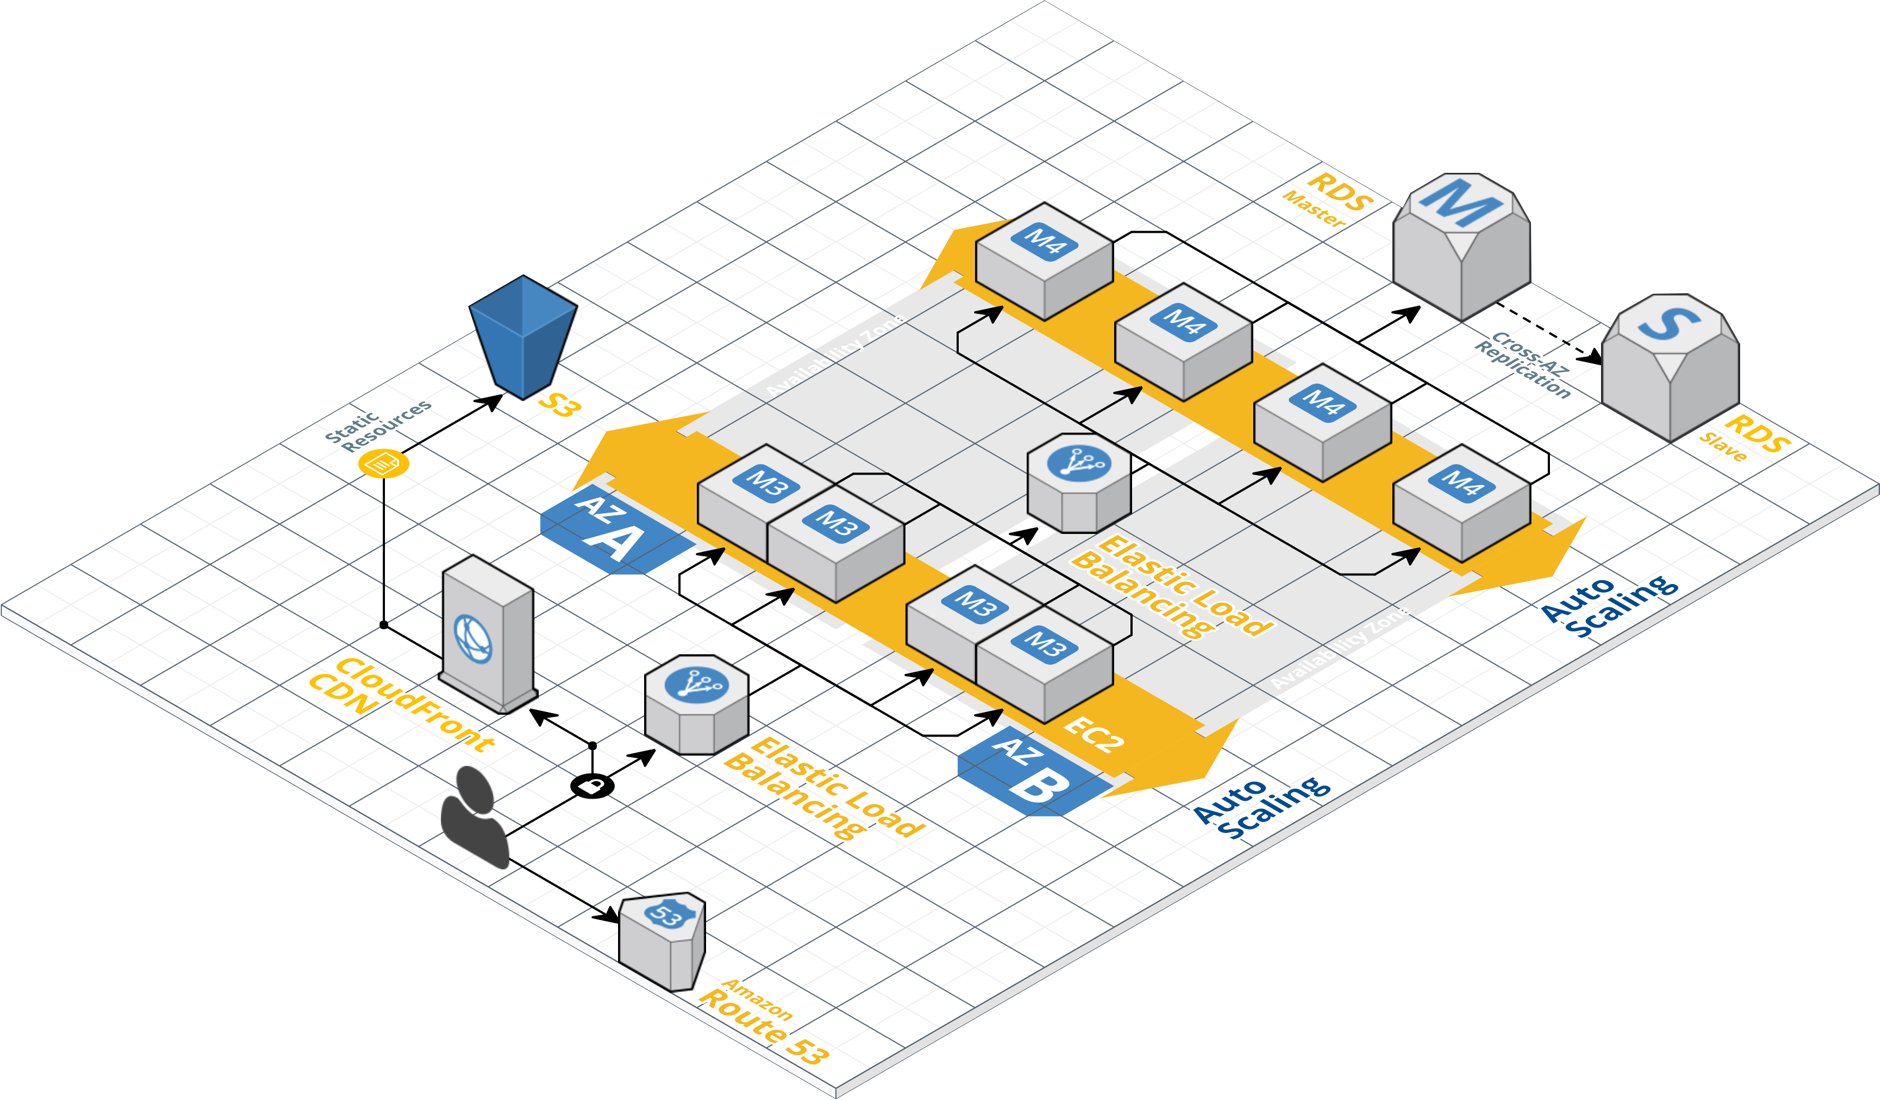 RDS
Master
M
M4
M4
M4
M4
S
Cross-AZ
Replication
RDS
Slave
Availability Zone
Static
Resources
S3
M3
M3
M3
M3
AZ
A
Elastic Load
Balancing
Availability Zone
Auto
Scaling
CloudFront
CDN
EC2
AZ
B
Elastic Load
Balancing
Auto
Scaling
53
Amazon
Route 53